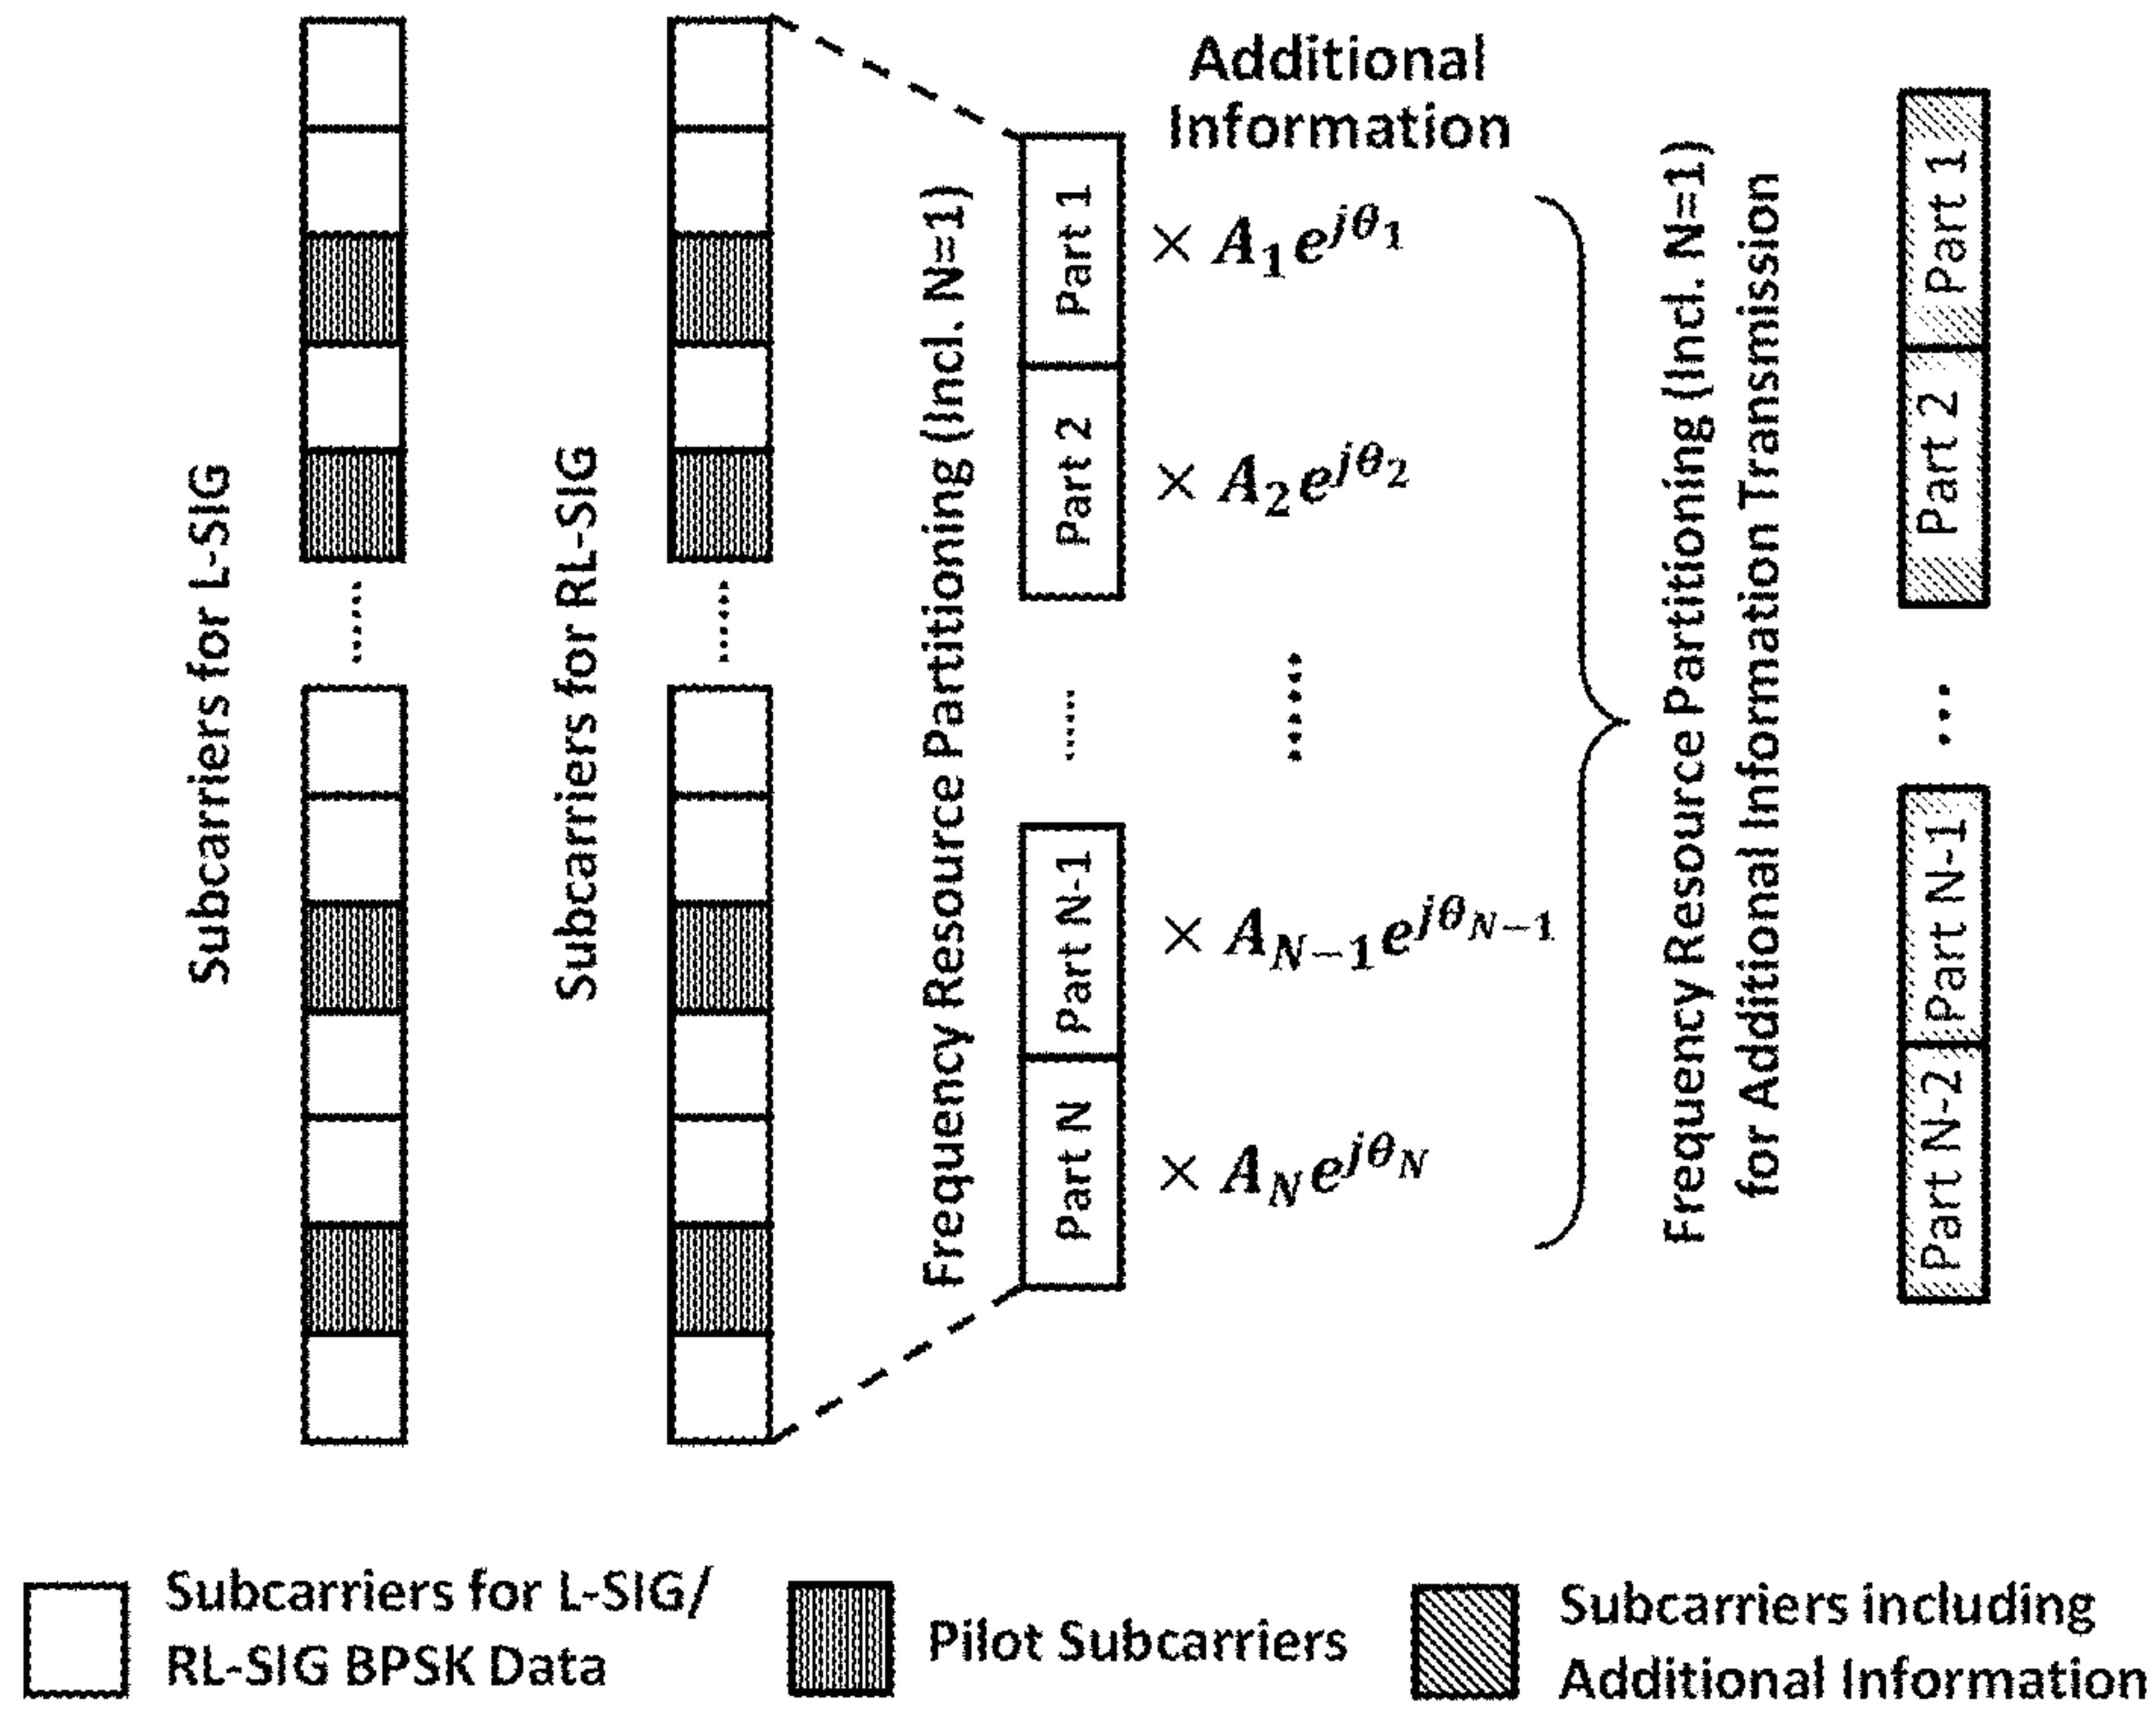 Subcarriers for L-SIG
......
Subcarriers for RL-SIG
......
Frequency Resource Partitioning (Incl. N=1)
Part 1
Part 2
......
Part N-1
Part N
Additional
Information
× A₁e^{jθ₁}
× A₂e^{jθ₂}
......
× A_{N−1}e^{jθ_{N−1}}
× A_N e^{jθ_N}
Frequency Resource Partitioning (Incl. N=1)
for Additional Information Transmission
Part 1
Part 2
...
Part N-1
Part N-2
Subcarriers for L-SIG/
RL-SIG BPSK Data
Pilot Subcarriers
Subcarriers including
Additional Information